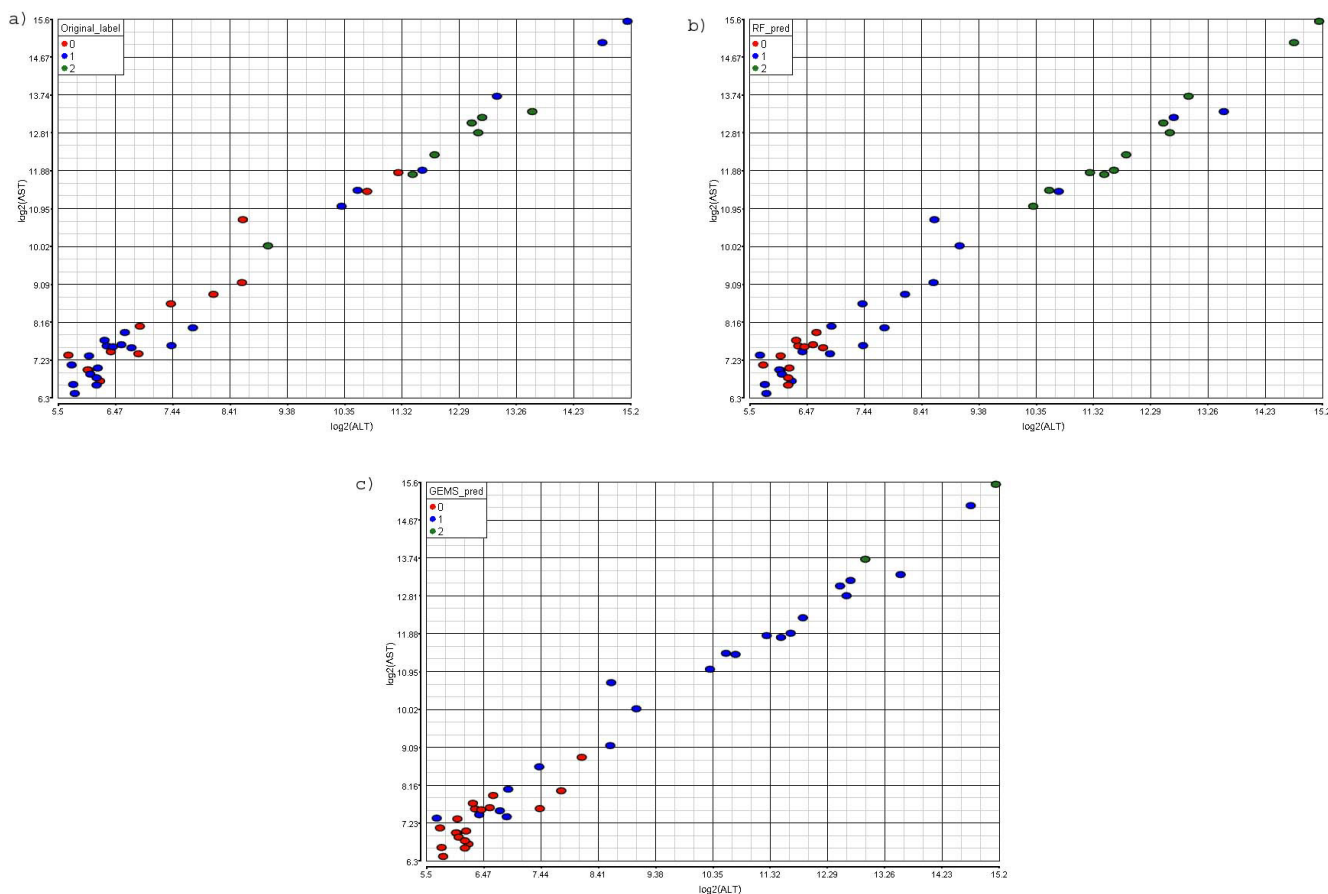 a)
Original_label
0
1
2
log2(AST)
15.6
14.67
13.74
12.81
11.88
10.95
10.02
9.09
8.16
7.23
6.3
5.5 6.47 7.44 8.41 9.38 10.35 11.32 12.29 13.26 14.23 15.2
log2(ALT)
b)
RF_pred
0
1
2
log2(AST)
15.6
14.67
13.74
12.81
11.88
10.95
10.02
9.09
8.16
7.23
6.3
5.5 6.47 7.44 8.41 9.38 10.35 11.32 12.29 13.26 14.23 15.2
log2(ALT)
c)
GEMS_pred
0
1
2
log2(AST)
15.6
14.67
13.74
12.81
11.88
10.95
10.02
9.09
8.16
7.23
6.3
5.5 6.47 7.44 8.41 9.38 10.35 11.32 12.29 13.26 14.23 15.2
log2(ALT)